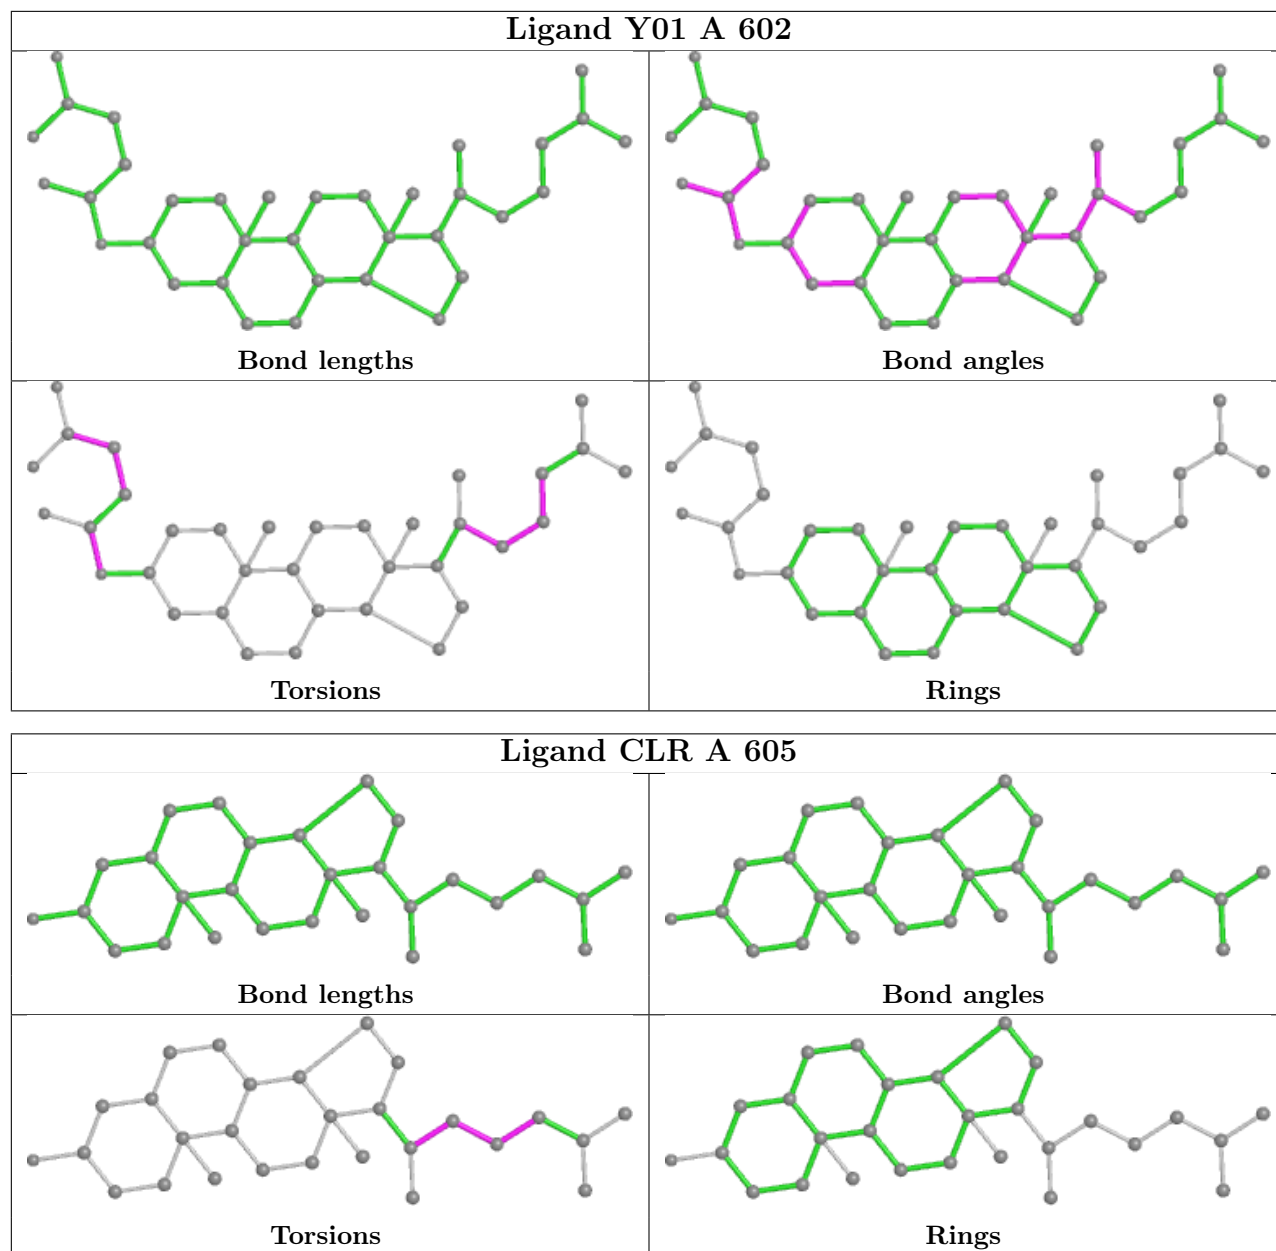 Ligand Y01 A 602
Bond lengths
Bond angles
Torsions
Rings
Ligand CLR A 605
Bond lengths
Bond angles
Torsions
Rings